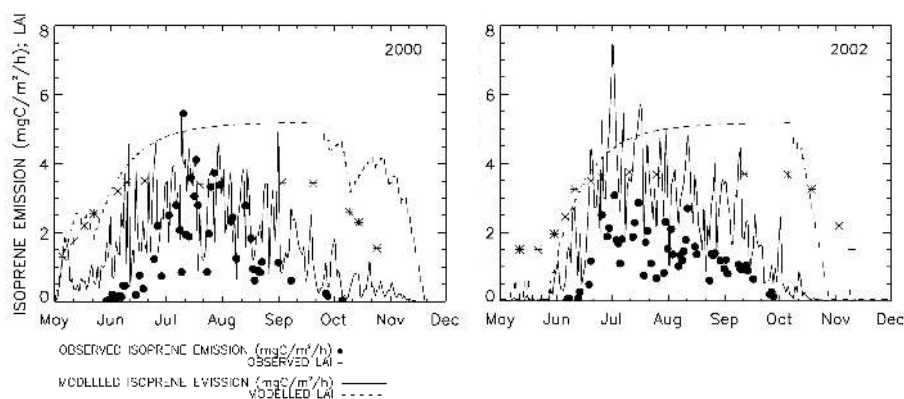 ISOPRENE EMISSION (mgC/m²/h); LAI
8
6
4
2
0
2000
May Jun Jul Aug Sep Oct Nov Dec
8
6
4
2
0
2002
May Jun Jul Aug Sep Oct Nov Dec
OBSERVED ISOPRENE EMISSION (mgC/m²/h)
OBSERVED LAI
MODELLED ISOPRENE EMISSION (mgC/m²/h)
MODELLED LAI